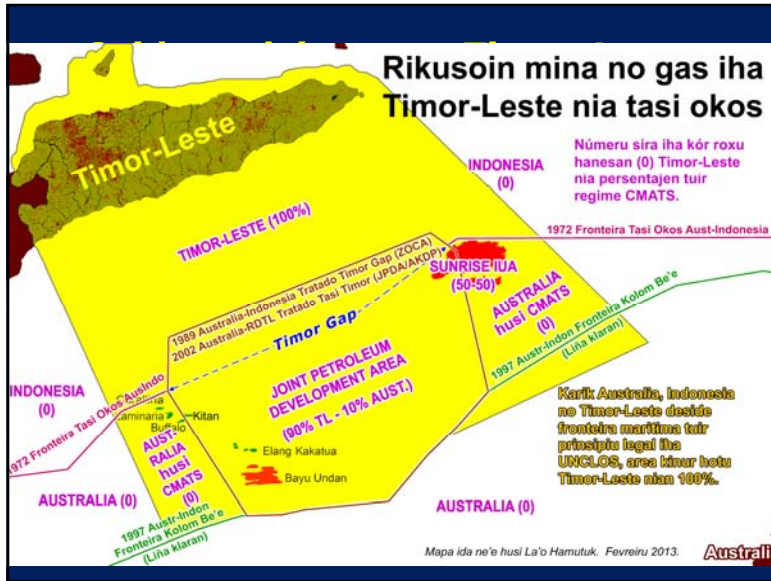 Rikusoin mina no gas iha
Timor-Leste nia tasi okos
Númeru sira iha kór roxu
hanesan (0) Timor-Leste
nia persentajen tuir
regime CMATS.
Timor-Leste
INDONESIA
(0)
TIMOR-LESTE (100%)
1972 Fronteira Tasi Okos Aust-Indonesia
SUNRISE IUA
(50-50)
1989 Australia-Indonesia Tratado Timor Gap (ZOCA)
2002 Australia-RDTL Tratado Tasi Timor (JPDA/AKDP)
Timor Gap
AUSTRALIA
husi CMATS
(0)
1997 Austr-Indon Fronteira Kolom Be'e
(Liña klaran)
JOINT PETROLEUM
DEVELOPMENT AREA
(90% TL - 10% AUST.)
INDONESIA
(0)
1972 Fronteira Tasi Okos AusIndo
Kitan
Buffalo
AUST-
RALIA
husi
CMATS
(0)
Elang Kakatua
Bayu Undan
Karik Australia, Indonesia
no Timor-Leste deside
fronteira maritima tuir
prinsipiu legal iha
UNCLOS, area kinur hotu
Timor-Leste nian 100%.
AUSTRALIA (0)
AUSTRALIA (0)
1997 Austr-Indon
Fronteira Kolom Be'e
(Liña klaran)
Mapa ida ne'e husi La'o Hamutuk. Fevreiru 2013.
Australi